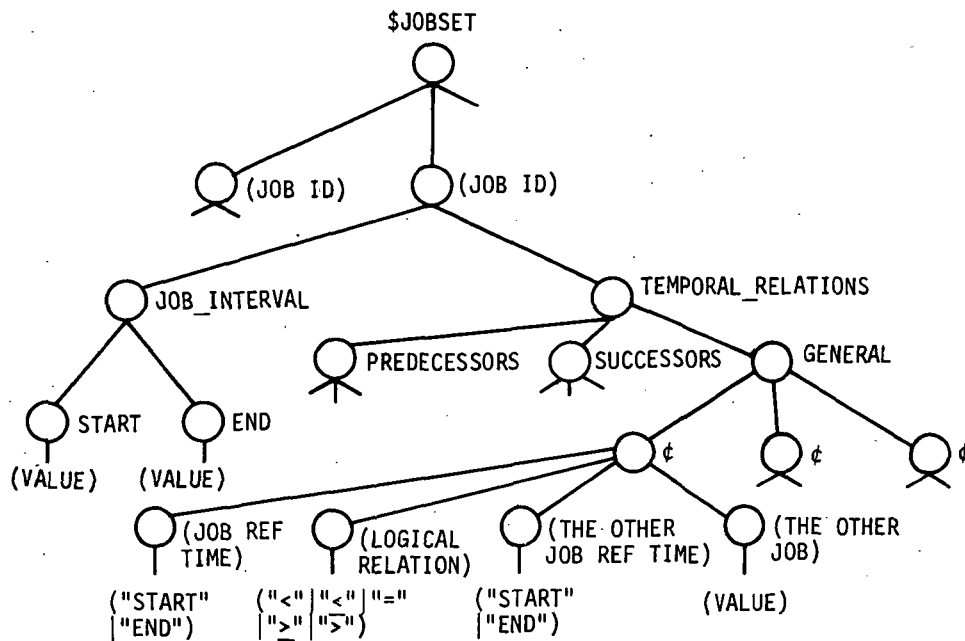 $JOBSET
(JOB ID)
(JOB ID)
JOB_INTERVAL
TEMPORAL_RELATIONS
PREDECESSORS
SUCCESSORS
GENERAL
START
END
(VALUE)
(VALUE)
¢
¢
¢
(JOB REF
TIME)
(LOGICAL
RELATION)
(THE OTHER
JOB REF TIME)
(THE OTHER
JOB)
("START"
|"END")
("<"|"≤"|"="
|"≥"|">")
("START"
|"END")
(VALUE)